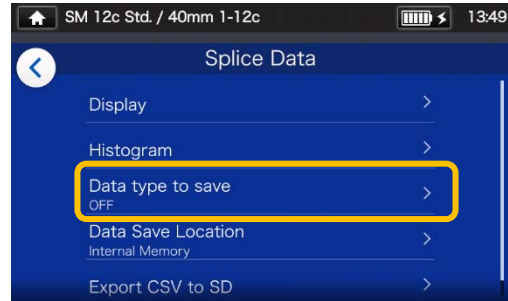 SM 12c Std. / 40mm 1-12c 13:49
Splice Data
Display
Histogram
Data type to save
OFF
Data Save Location
Internal Memory
Export CSV to SD